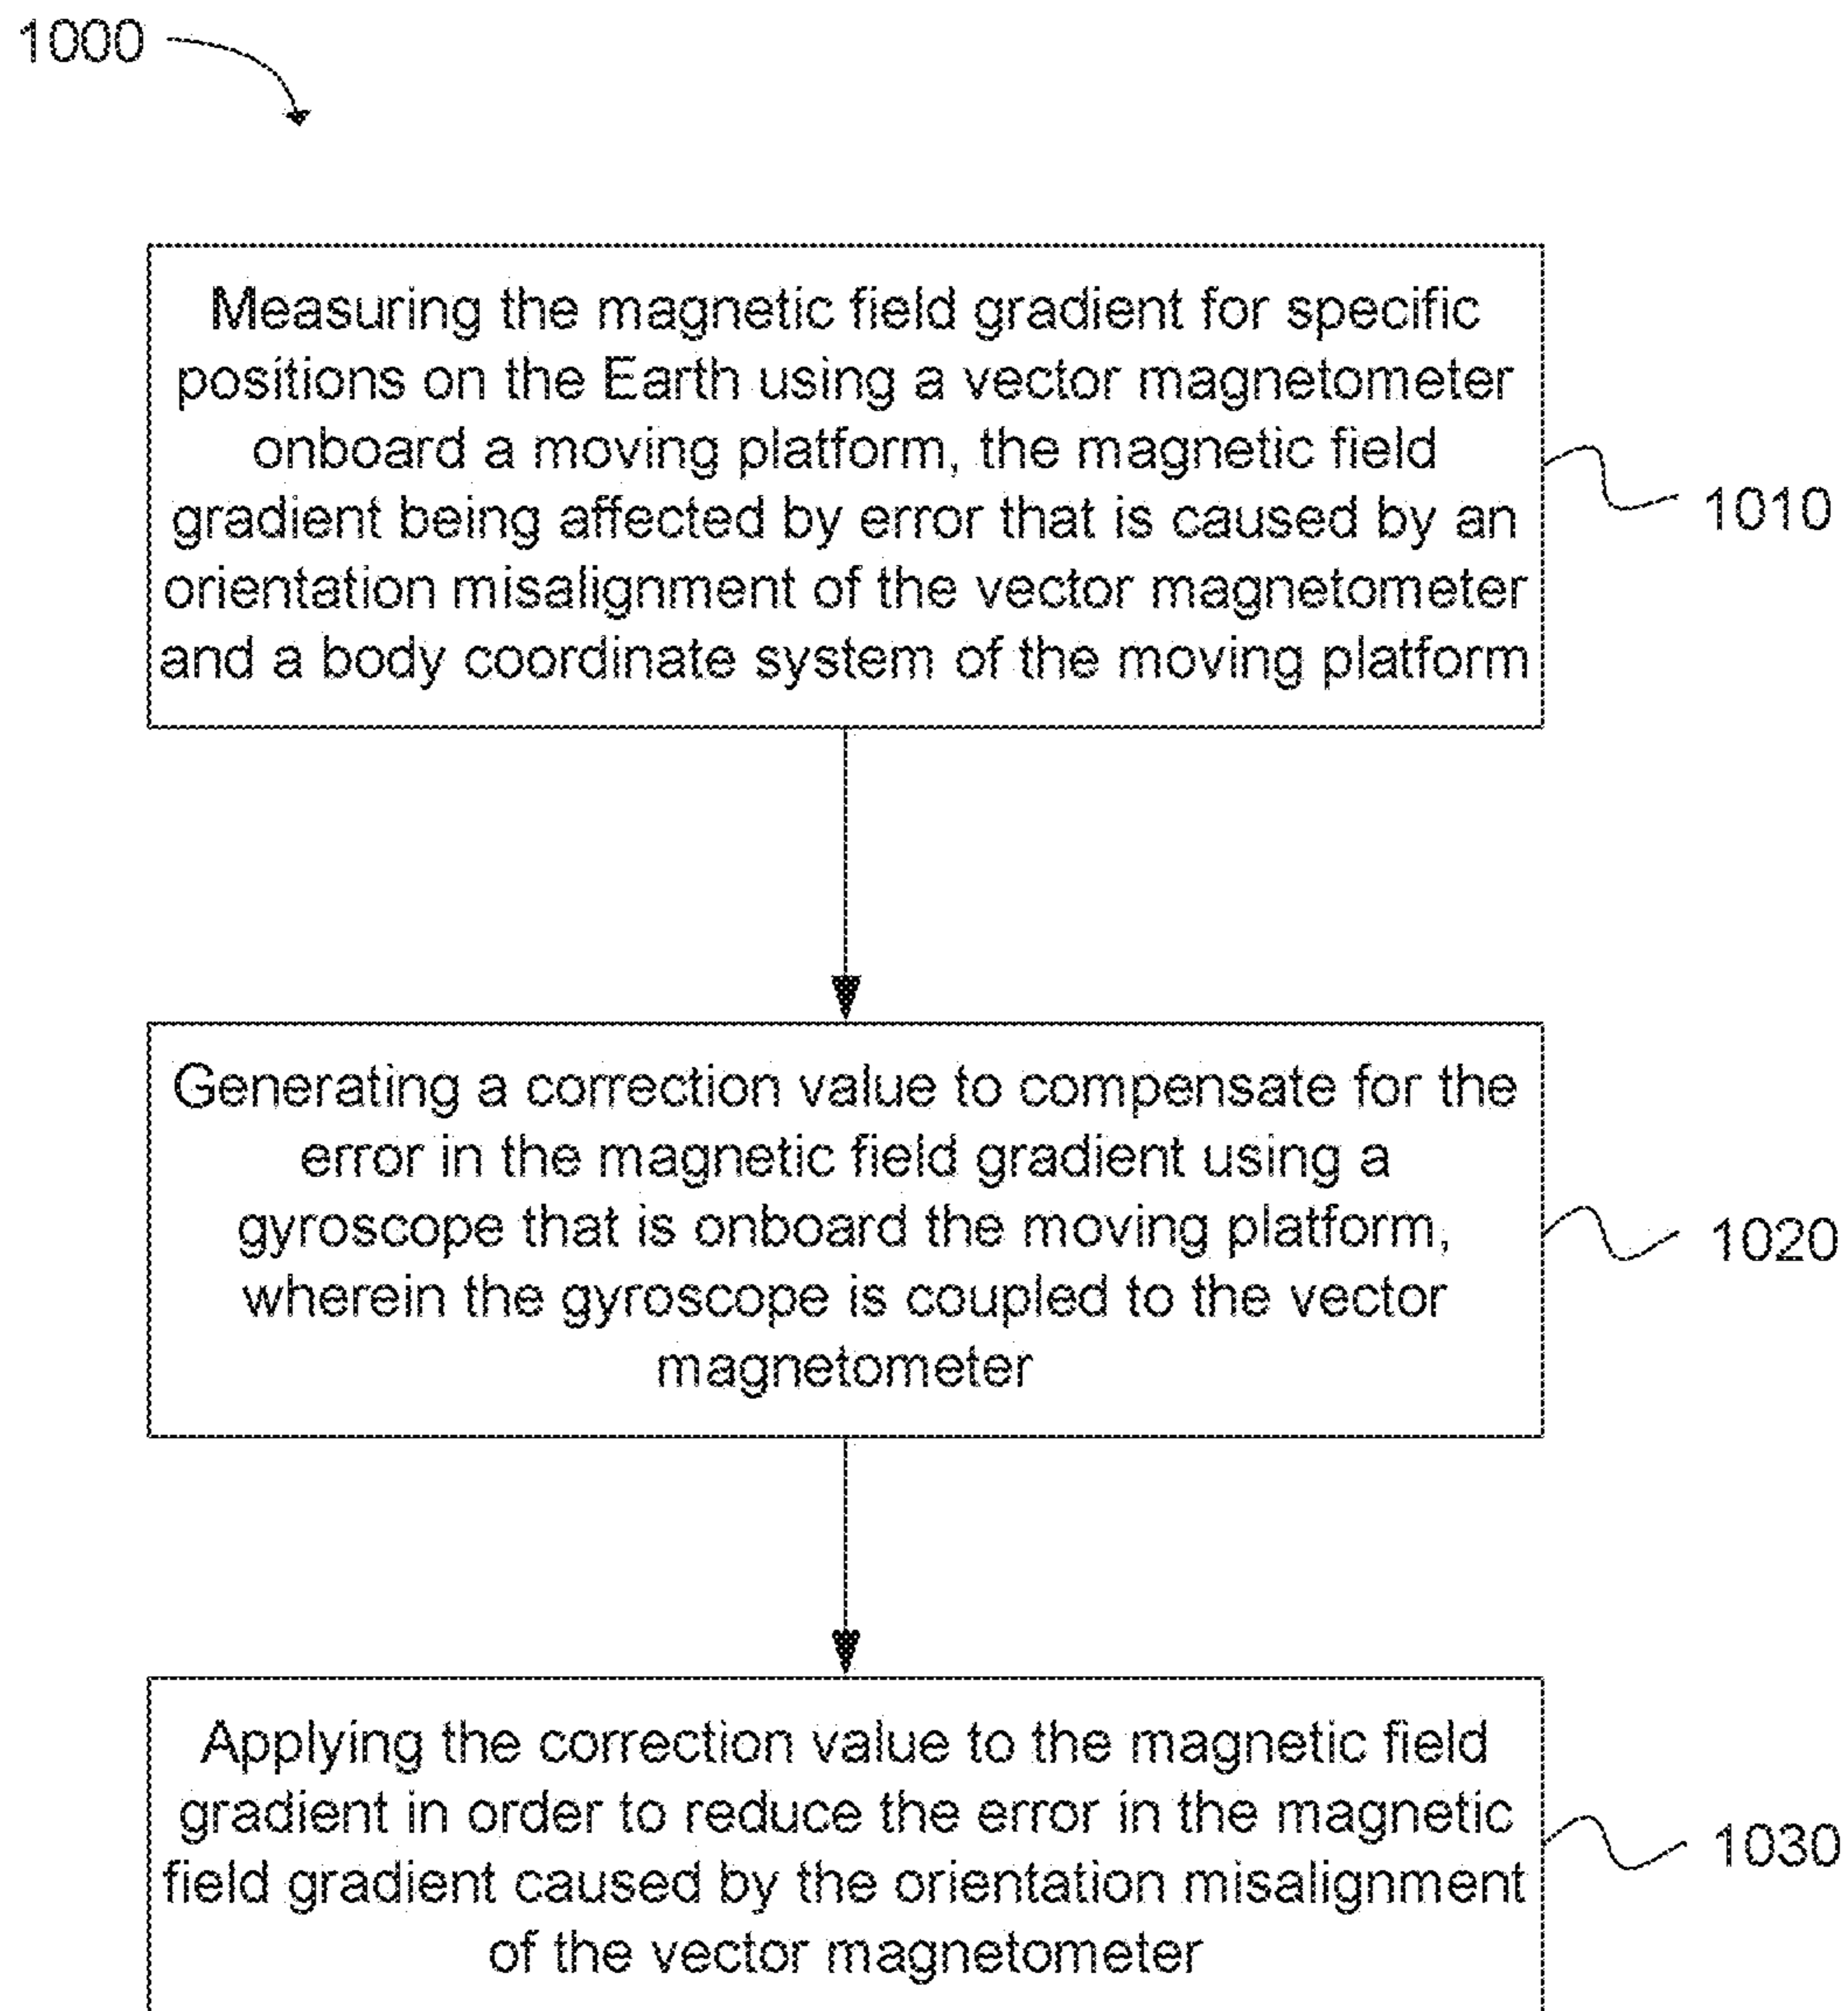 1000
Measuring the magnetic field gradient for specific
positions on the Earth using a vector magnetometer
onboard a moving platform, the magnetic field
gradient being affected by error that is caused by an
orientation misalignment of the vector magnetometer
and a body coordinate system of the moving platform
1010
Generating a correction value to compensate for the
error in the magnetic field gradient using a
gyroscope that is onboard the moving platform,
wherein the gyroscope is coupled to the vector
magnetometer
1020
Applying the correction value to the magnetic field
gradient in order to reduce the error in the magnetic
field gradient caused by the orientation misalignment
of the vector magnetometer
1030